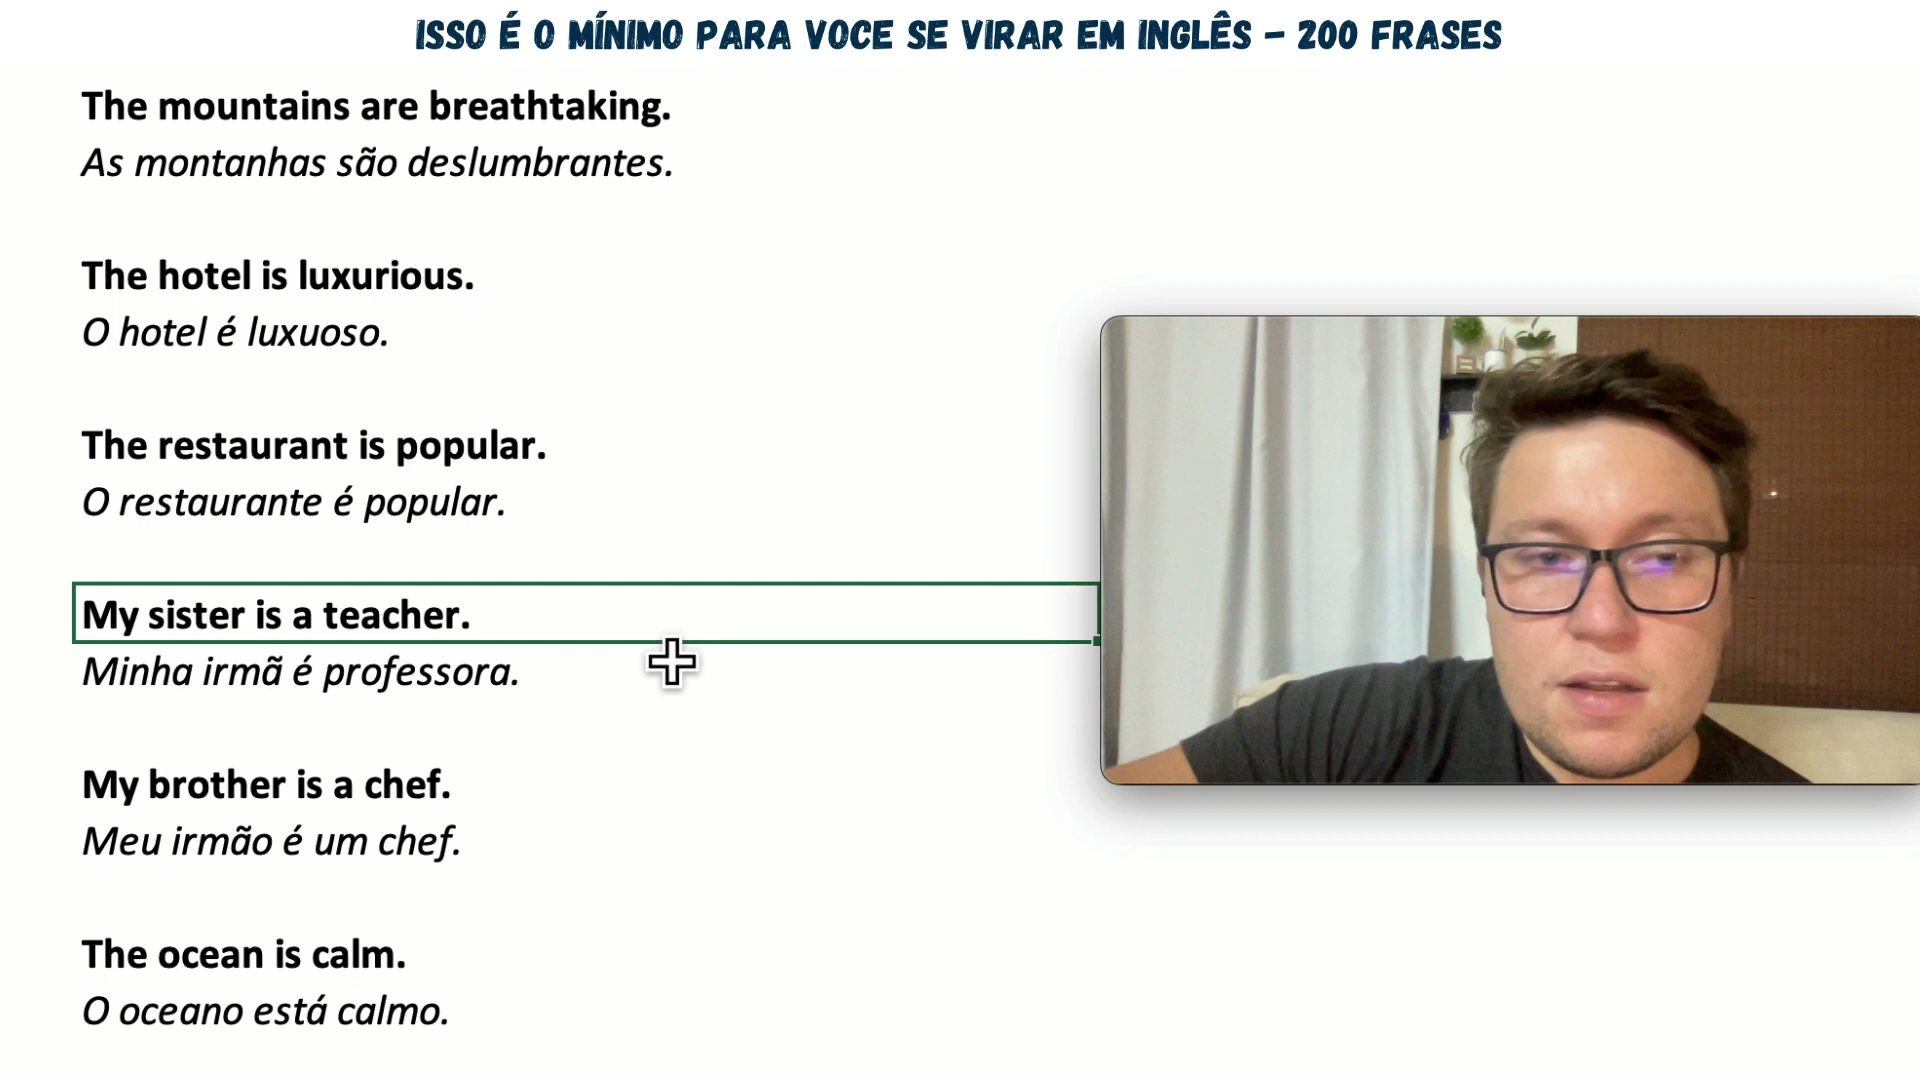 ISSO É O MÍNIMO PARA VOCE SE VIRAR EM INGLÊS – 200 FRASES
The mountains are breathtaking.
As montanhas são deslumbrantes.
The hotel is luxurious.
O hotel é luxuoso.
The restaurant is popular.
O restaurante é popular.
My sister is a teacher.
Minha irmã é professora.
My brother is a chef.
Meu irmão é um chef.
The ocean is calm.
O oceano está calmo.